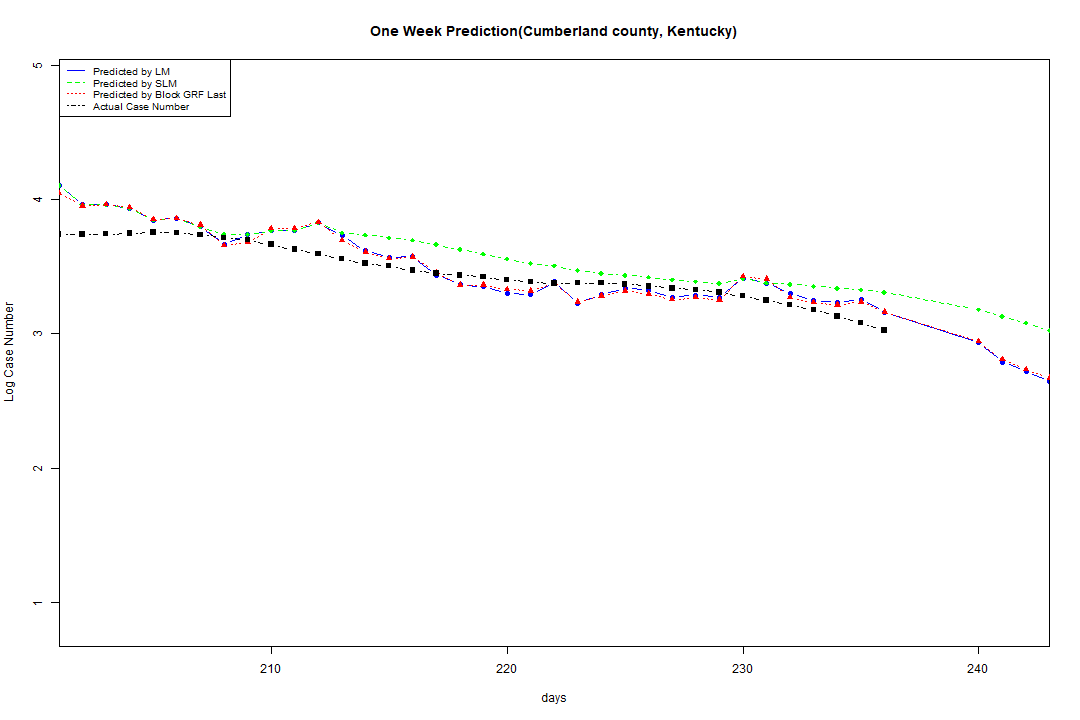 One Week Prediction(Cumberland county, Kentucky)
Predicted by LM
Predicted by SLM
Predicted by Block GRF Last
Actual Case Number
5
4
3
2
1
Log Case Number
210 220 230 240
days